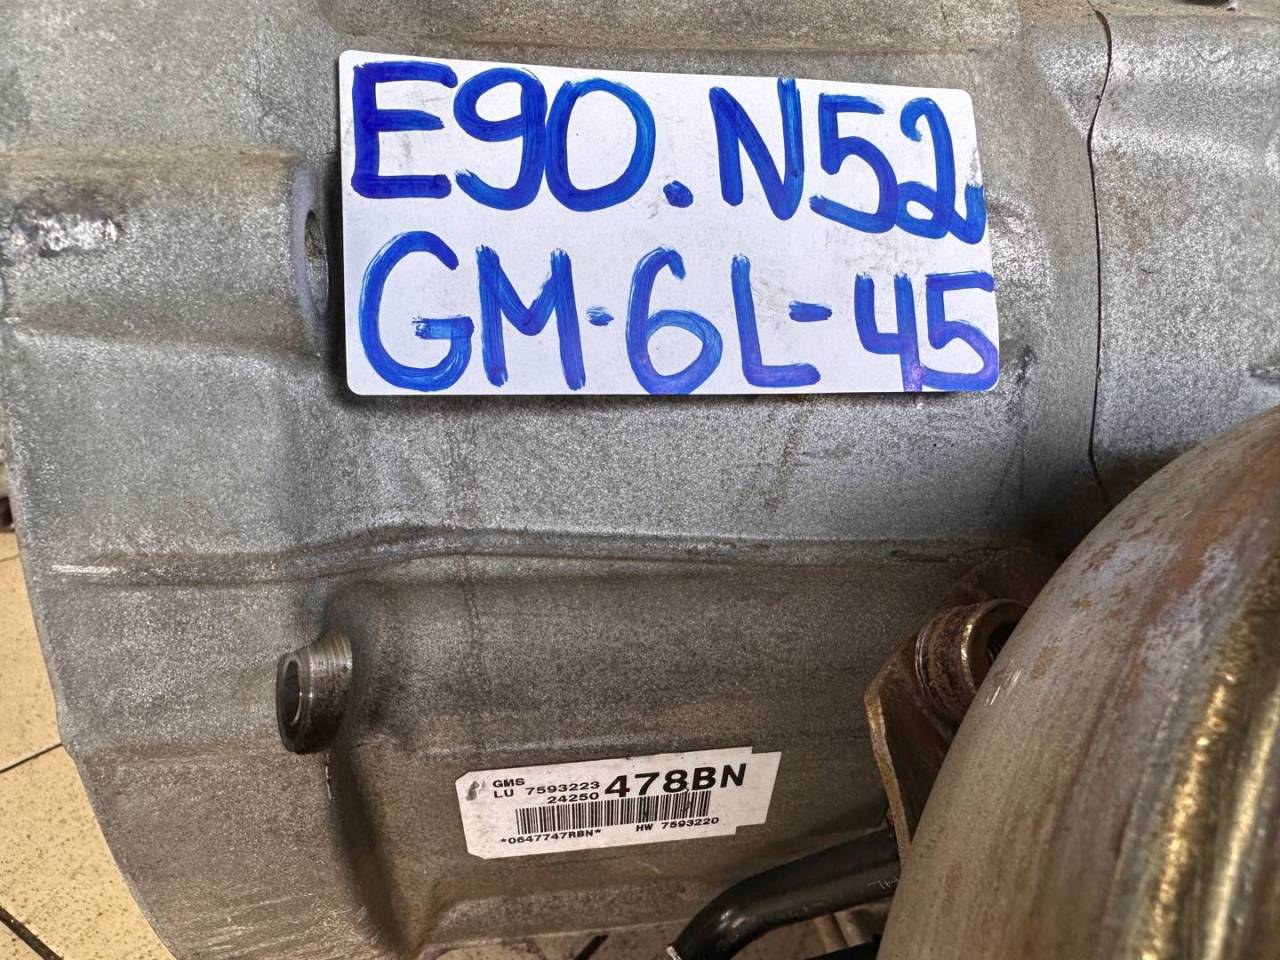 E90.N52
GM-6L-45
GMS
LU 7593223 478BN
24250
*0647747RBN* HW 7593220